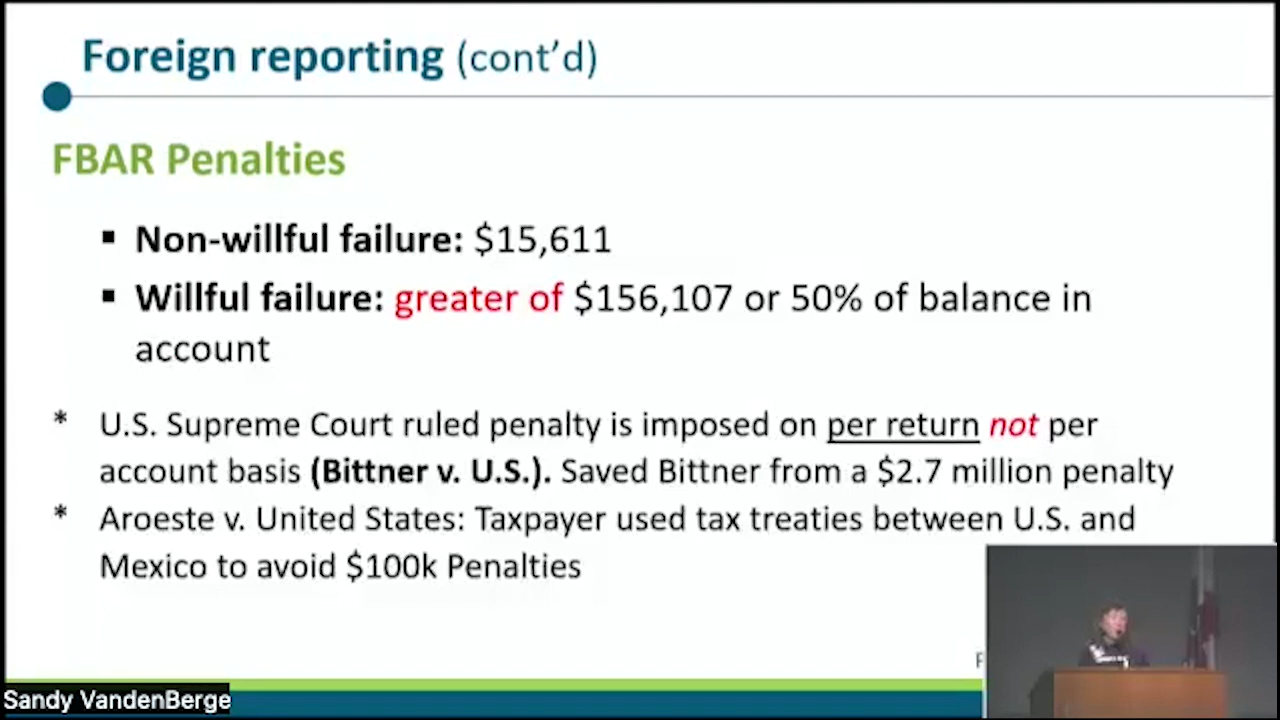 Foreign reporting (cont’d)
FBAR Penalties
▪ Non-willful failure: $15,611
▪ Willful failure: greater of $156,107 or 50% of balance in
account
* U.S. Supreme Court ruled penalty is imposed on per return not per
account basis (Bittner v. U.S.). Saved Bittner from a $2.7 million penalty
* Aroeste v. United States: Taxpayer used tax treaties between U.S. and
Mexico to avoid $100k Penalties
Sandy VandenBerge